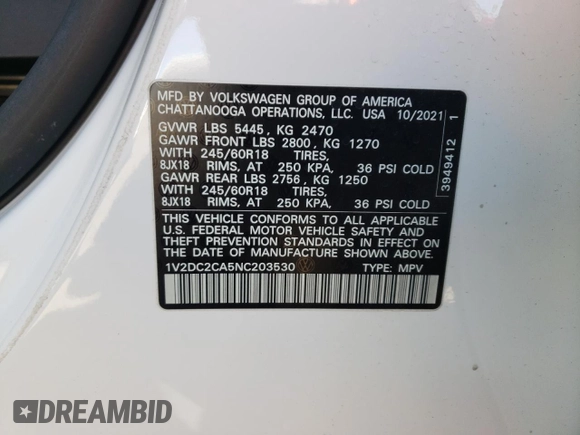 MFD BY VOLKSWAGEN GROUP OF AMERICA
CHATTANOOGA OPERATIONS, LLC. USA 10/2021
GVWR LBS 5445, KG 2470
GAWR FRONT LBS 2800, KG 1270
WITH 245/60R18 TIRES,
8JX18 RIMS, AT 250 KPA, 36 PSI COLD
GAWR REAR LBS 2756, KG 1250
WITH 245/60R18 TIRES,
8JX18 RIMS, AT 250 KPA, 36 PSI COLD
THIS VEHICLE CONFORMS TO ALL APPLICABLE
U.S. FEDERAL MOTOR VEHICLE SAFETY AND
THEFT PREVENTION STANDARDS IN EFFECT ON THE
DATE OF MANUFACTURE SHOWN ABOVE.
1V2DC2CA5NC203530 TYPE: MPV
3949412 1
DREAMBID